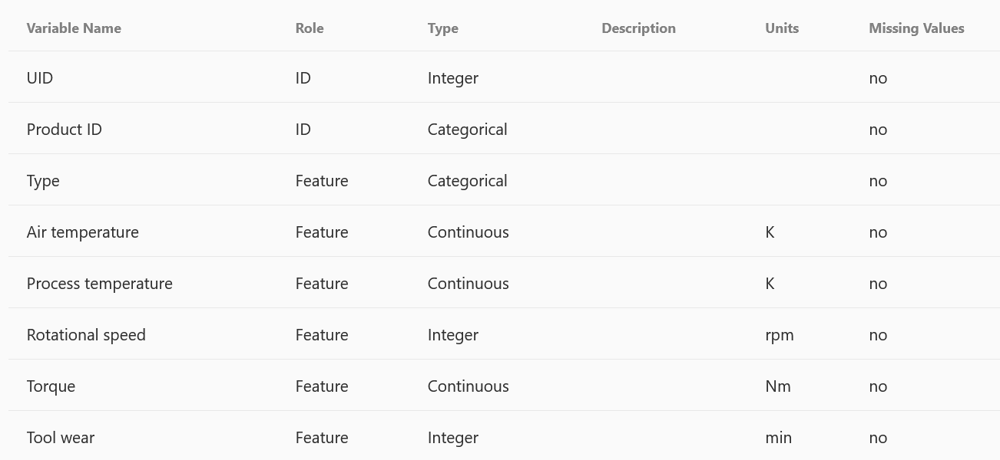 Variable Name Role Type Description Units Missing Values
UID ID Integer no
Product ID ID Categorical no
Type Feature Categorical no
Air temperature Feature Continuous K no
Process temperature Feature Continuous K no
Rotational speed Feature Integer rpm no
Torque Feature Continuous Nm no
Tool wear Feature Integer min no